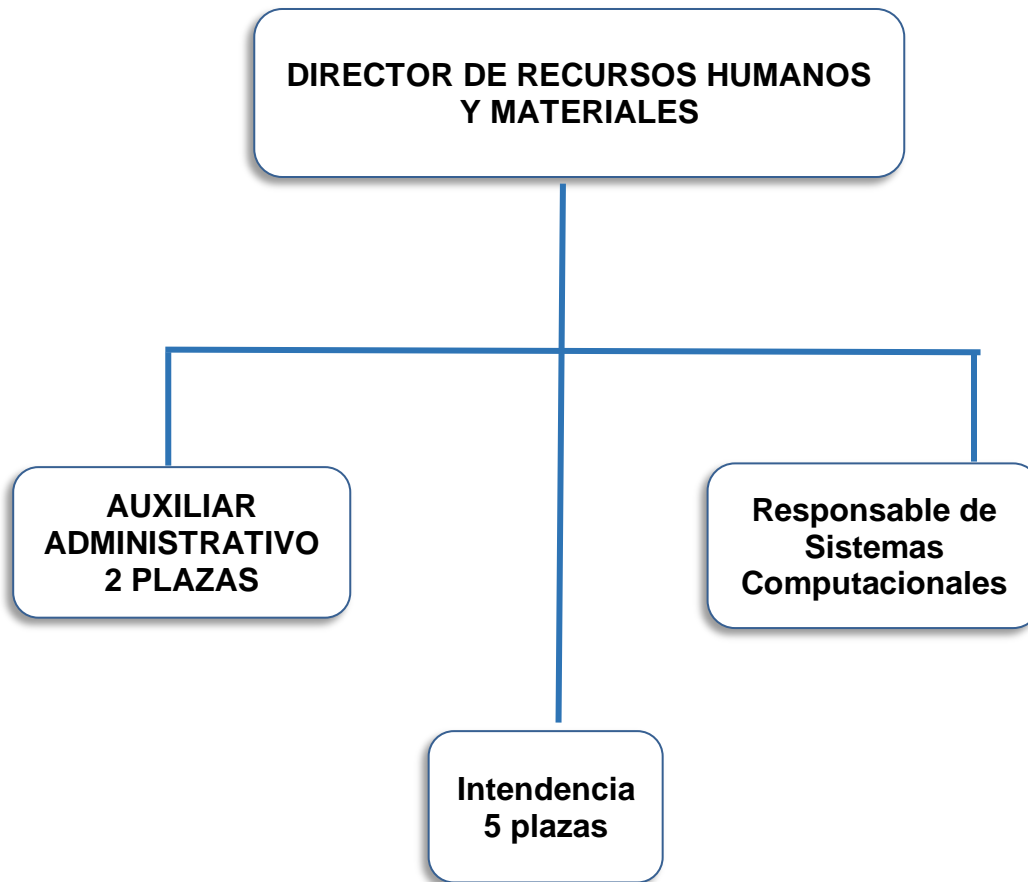 DIRECTOR DE RECURSOS HUMANOS
Y MATERIALES
AUXILIAR
ADMINISTRATIVO
2 PLAZAS
Responsable de
Sistemas
Computacionales
Intendencia
5 plazas